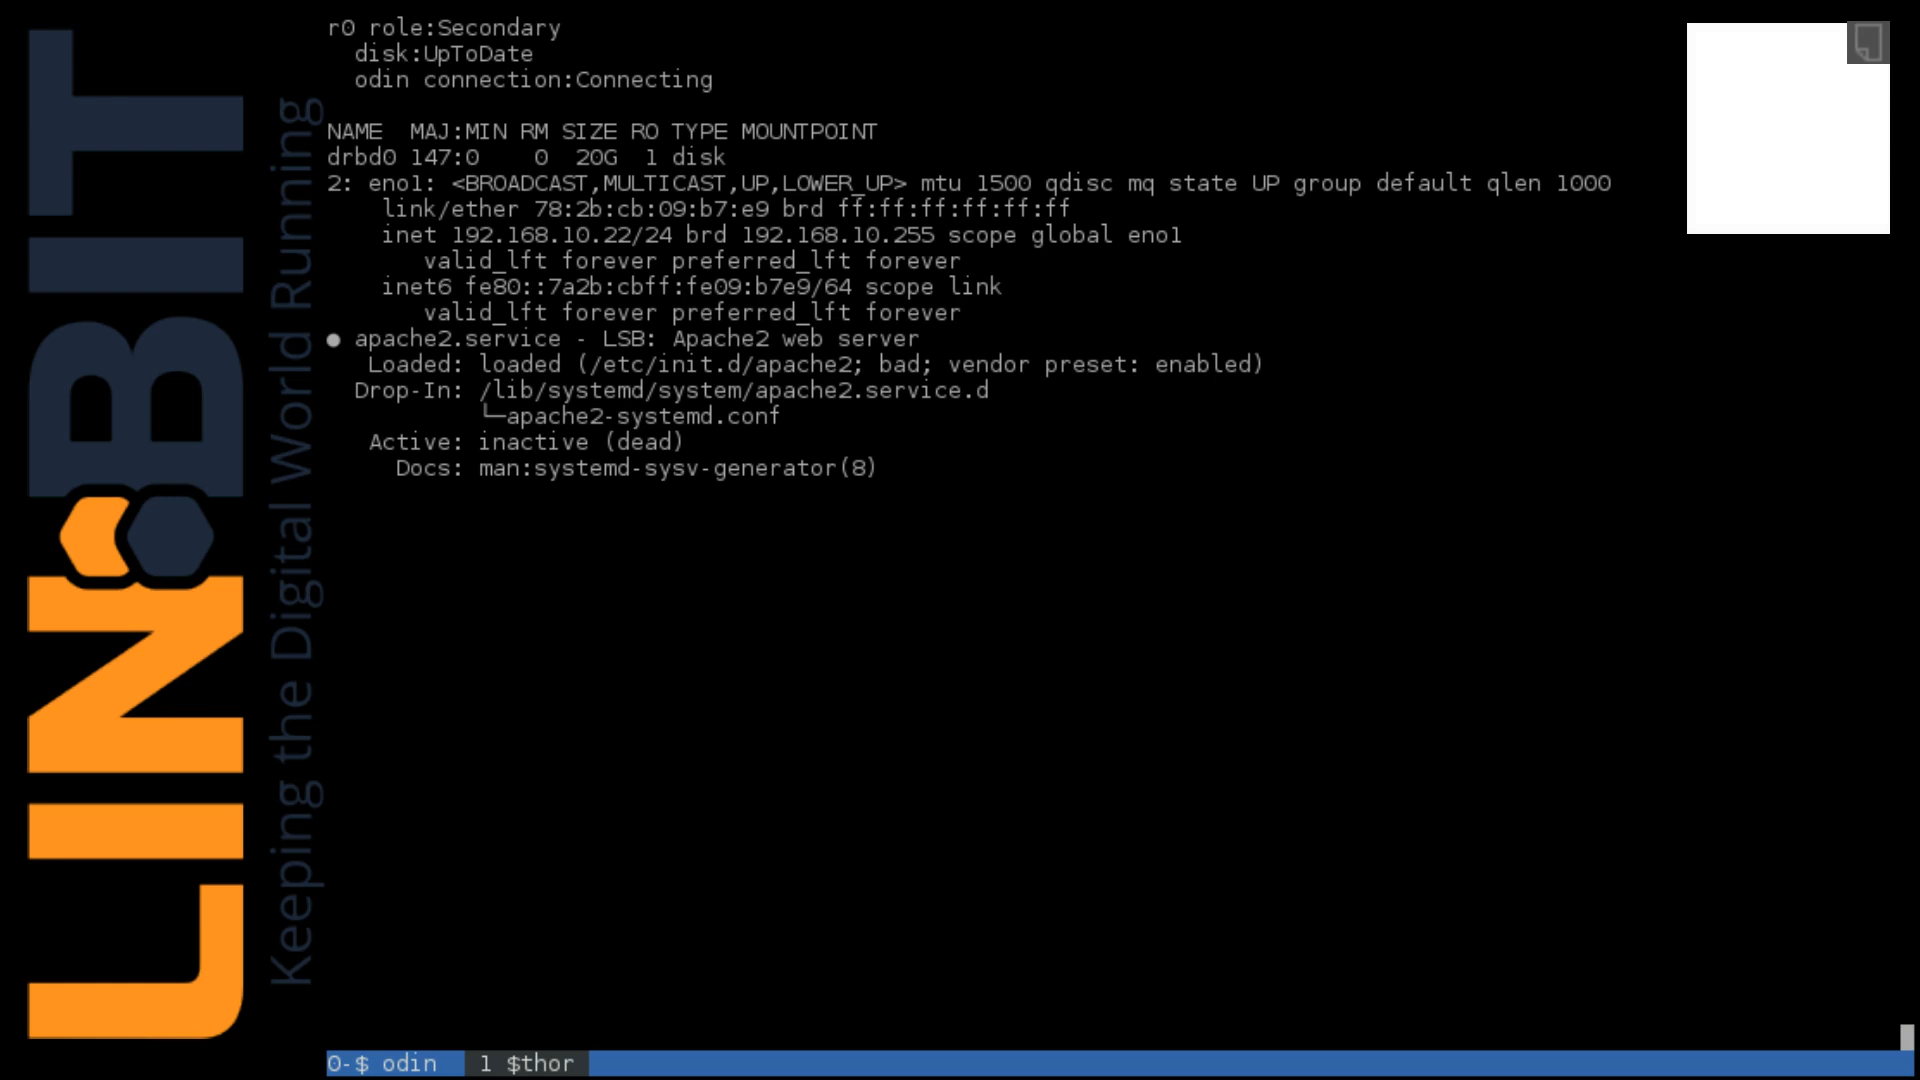 LINBIT
Keeping the Digital World Running
r0 role:Secondary
  disk:UpToDate
  odin connection:Connecting
NAME  MAJ:MIN RM SIZE RO TYPE MOUNTPOINT
drbd0 147:0    0  20G  1 disk
2: eno1: <BROADCAST,MULTICAST,UP,LOWER_UP> mtu 1500 qdisc mq state UP group default qlen 1000
    link/ether 78:2b:cb:09:b7:e9 brd ff:ff:ff:ff:ff:ff
    inet 192.168.10.22/24 brd 192.168.10.255 scope global eno1
       valid_lft forever preferred_lft forever
    inet6 fe80::7a2b:cbff:fe09:b7e9/64 scope link
       valid_lft forever preferred_lft forever
● apache2.service - LSB: Apache2 web server
   Loaded: loaded (/etc/init.d/apache2; bad; vendor preset: enabled)
  Drop-In: /lib/systemd/system/apache2.service.d
           └─apache2-systemd.conf
   Active: inactive (dead)
     Docs: man:systemd-sysv-generator(8)
0-$ odin  1 $thor